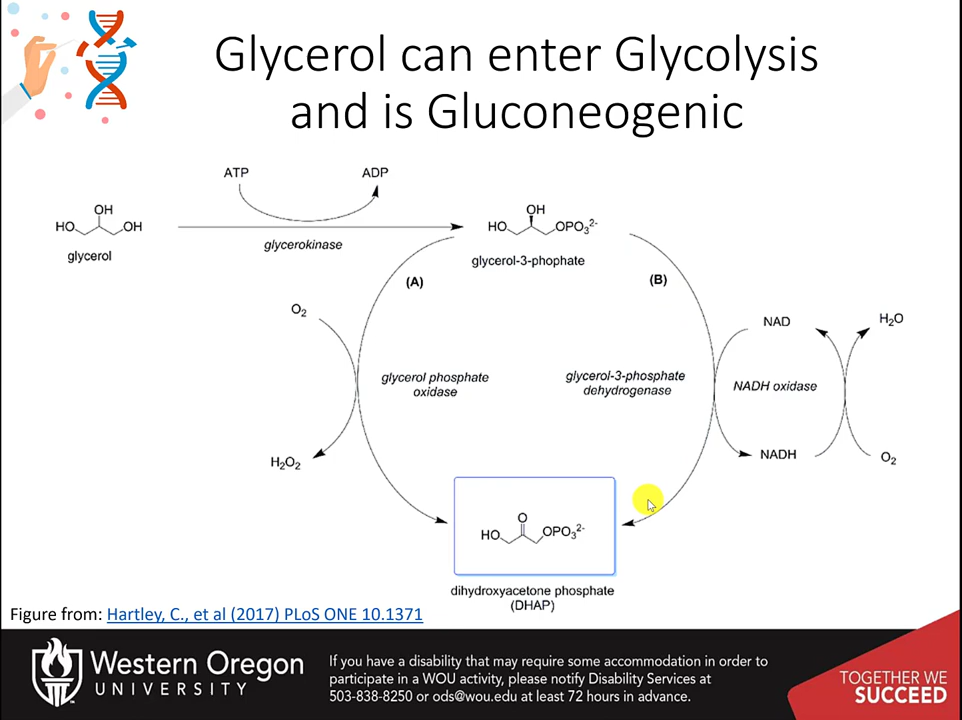 Glycerol can enter Glycolysis
and is Gluconeogenic
ATP
ADP
OH
HO
OH
glycerol
glycerokinase
OH
HO
OPO₃²⁻
glycerol-3-phophate
(A)
(B)
O₂
glycerol phosphate
oxidase
H₂O₂
glycerol-3-phosphate
dehydrogenase
NAD
H₂O
NADH oxidase
NADH
O₂
O
HO
OPO₃²⁻
dihydroxyacetone phosphate
(DHAP)
Figure from: Hartley, C., et al (2017) PLoS ONE 10.1371
Western Oregon
UNIVERSITY
If you have a disability that may require some accommodation in order to
participate in a WOU activity, please notify Disability Services at
503-838-8250 or ods@wou.edu at least 72 hours in advance.
TOGETHER WE
SUCCEED